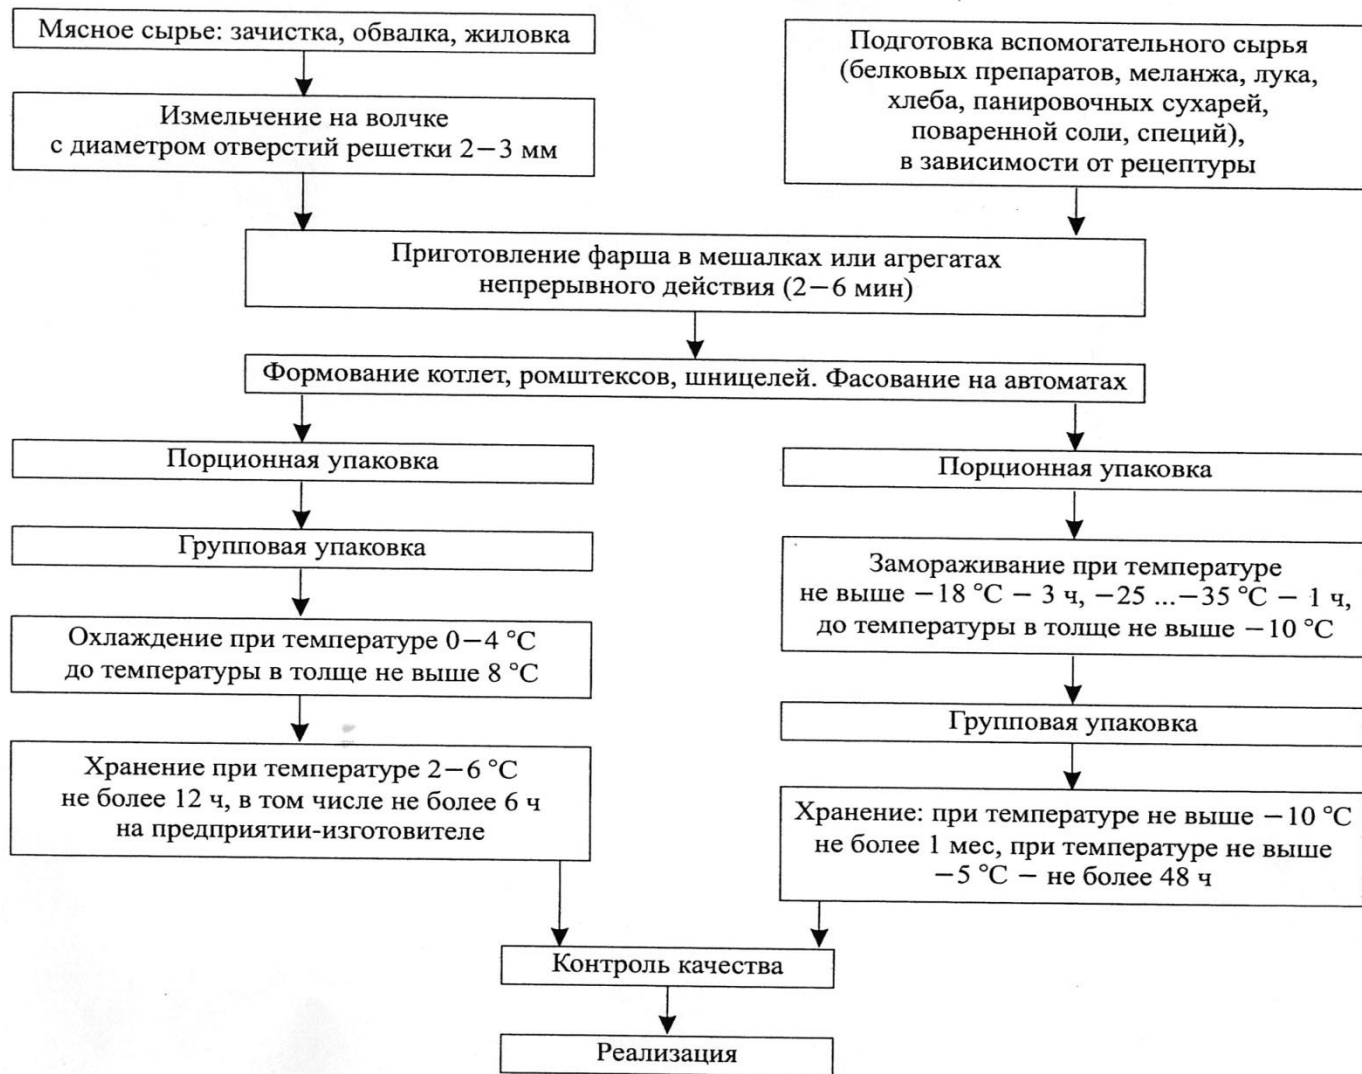 Мясное сырье: зачистка, обвалка, жиловка
Подготовка вспомогательного сырья
(белковых препаратов, меланжа, лука,
хлеба, панировочных сухарей,
поваренной соли, специй),
в зависимости от рецептуры
Измельчение на волчке
с диаметром отверстий решетки 2−3 мм
Приготовление фарша в мешалках или агрегатах
непрерывного действия (2−6 мин)
Формование котлет, ромштексов, шницелей. Фасование на автоматах
Порционная упаковка
Групповая упаковка
Охлаждение при температуре 0−4 °C
до температуры в толще не выше 8 °C
Хранение при температуре 2−6 °C
не более 12 ч, в том числе не более 6 ч
на предприятии-изготовителе
Порционная упаковка
Замораживание при температуре
не выше −18 °C − 3 ч, −25 ...−35 °C − 1 ч,
до температуры в толще не выше −10 °C
Групповая упаковка
Хранение: при температуре не выше −10 °C
не более 1 мес, при температуре не выше
−5 °C − не более 48 ч
Контроль качества
Реализация